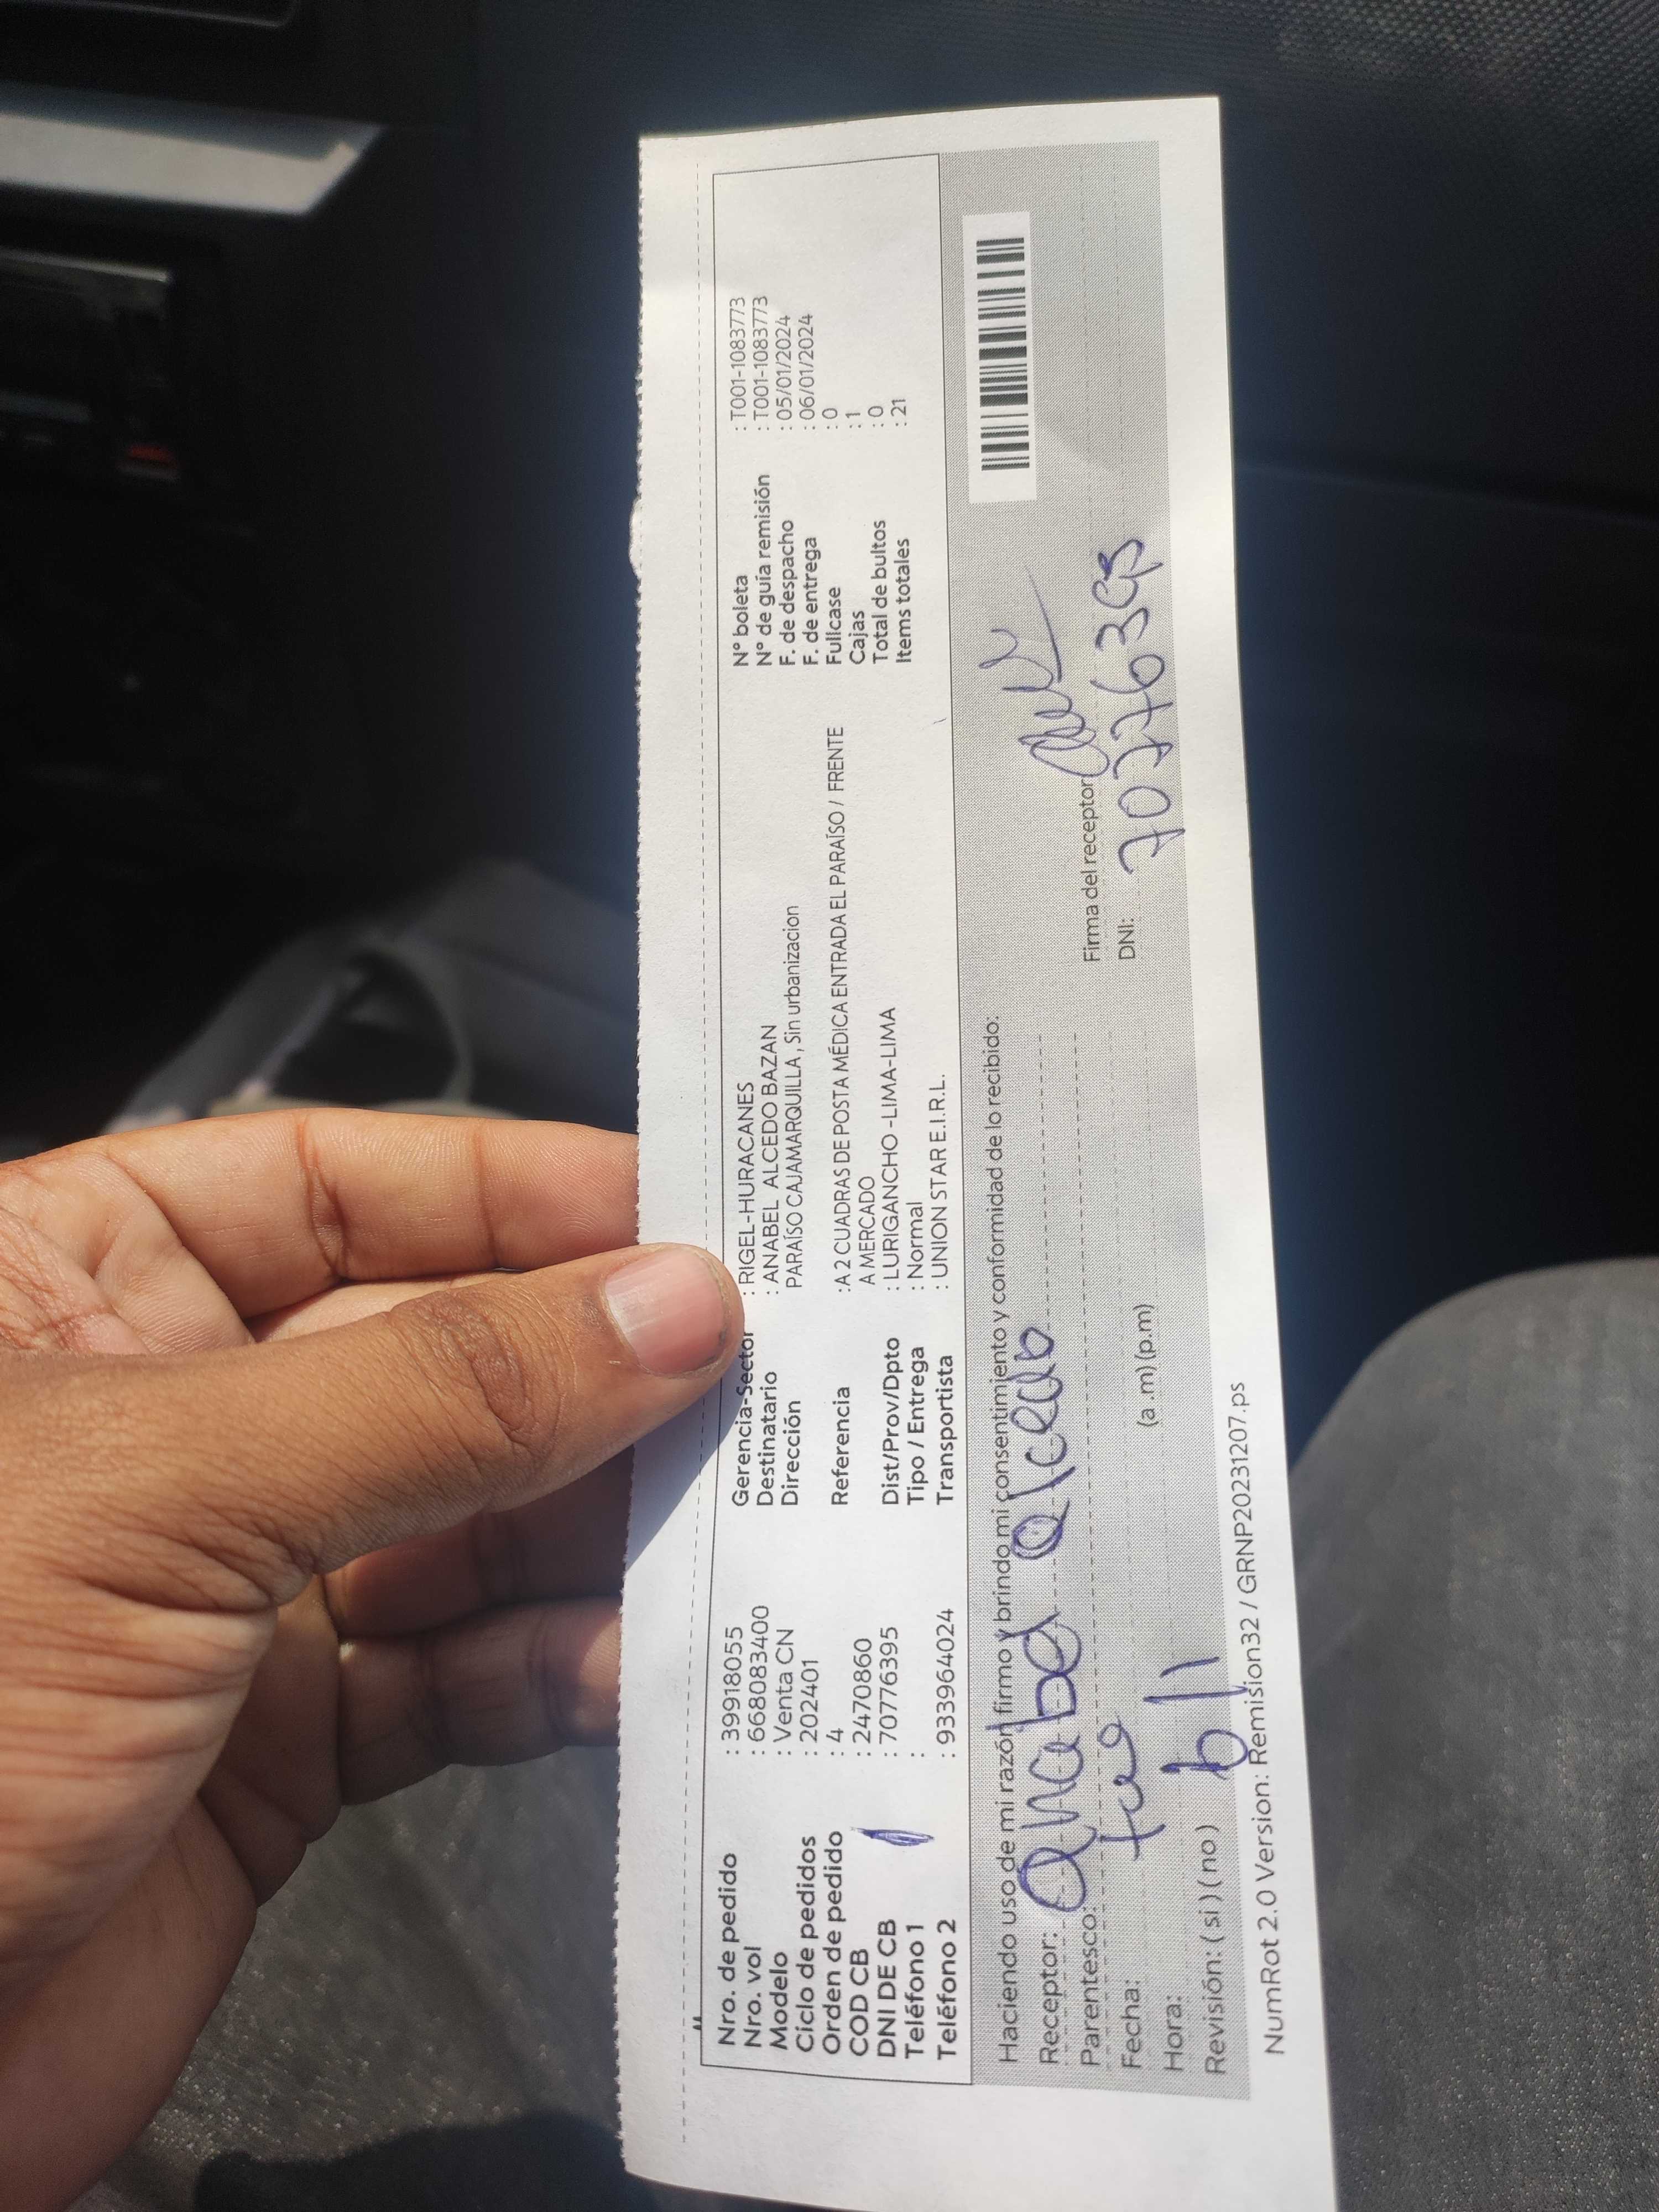 Nro. de pedido : 39918055
Nro. vol : 6680834​00
Modelo : Venta CN
Ciclo de pedidos : 202401
Orden de pedido : 4
COD CB : 2470860
DNI DE CB : 70776395
Teléfono 1 :
Teléfono 2 : 933964024
Gerencia-Sector : RIGEL-HURACANES
Destinatario : ANABEL ALCEDO BAZAN
Dirección PARAÍSO CAJAMARQUILLA , Sin urbanizacion
Referencia : A 2 CUADRAS DE POSTA MÉDICA ENTRADA EL PARAÍSO / FRENTE
A MERCADO
Dist/Prov/Dpto : LURIGANCHO -LIMA-LIMA
Tipo / Entrega : Normal
Transportista : UNION STAR E.I.R.L.
N° boleta : T001-1083773
N° de guía remisión : T001-1083773
F. de despacho : 05/01/2024
F. de entrega : 06/01/2024
Fullcase : 0
Cajas : 1
Total de bultos : 0
Items totales : 21
Haciendo uso de mi razón firmo y brindo mi consentimiento y conformidad de lo recibido:
Receptor: Anabel alcedo
Parentesco:
Fecha:
Hora: (a .m) (p.m)
Revisión: ( si ) ( no )
Firma del receptor
DNI: 70776395
NumRot 2.0 Version: Remision32 / GRNP20231207.ps